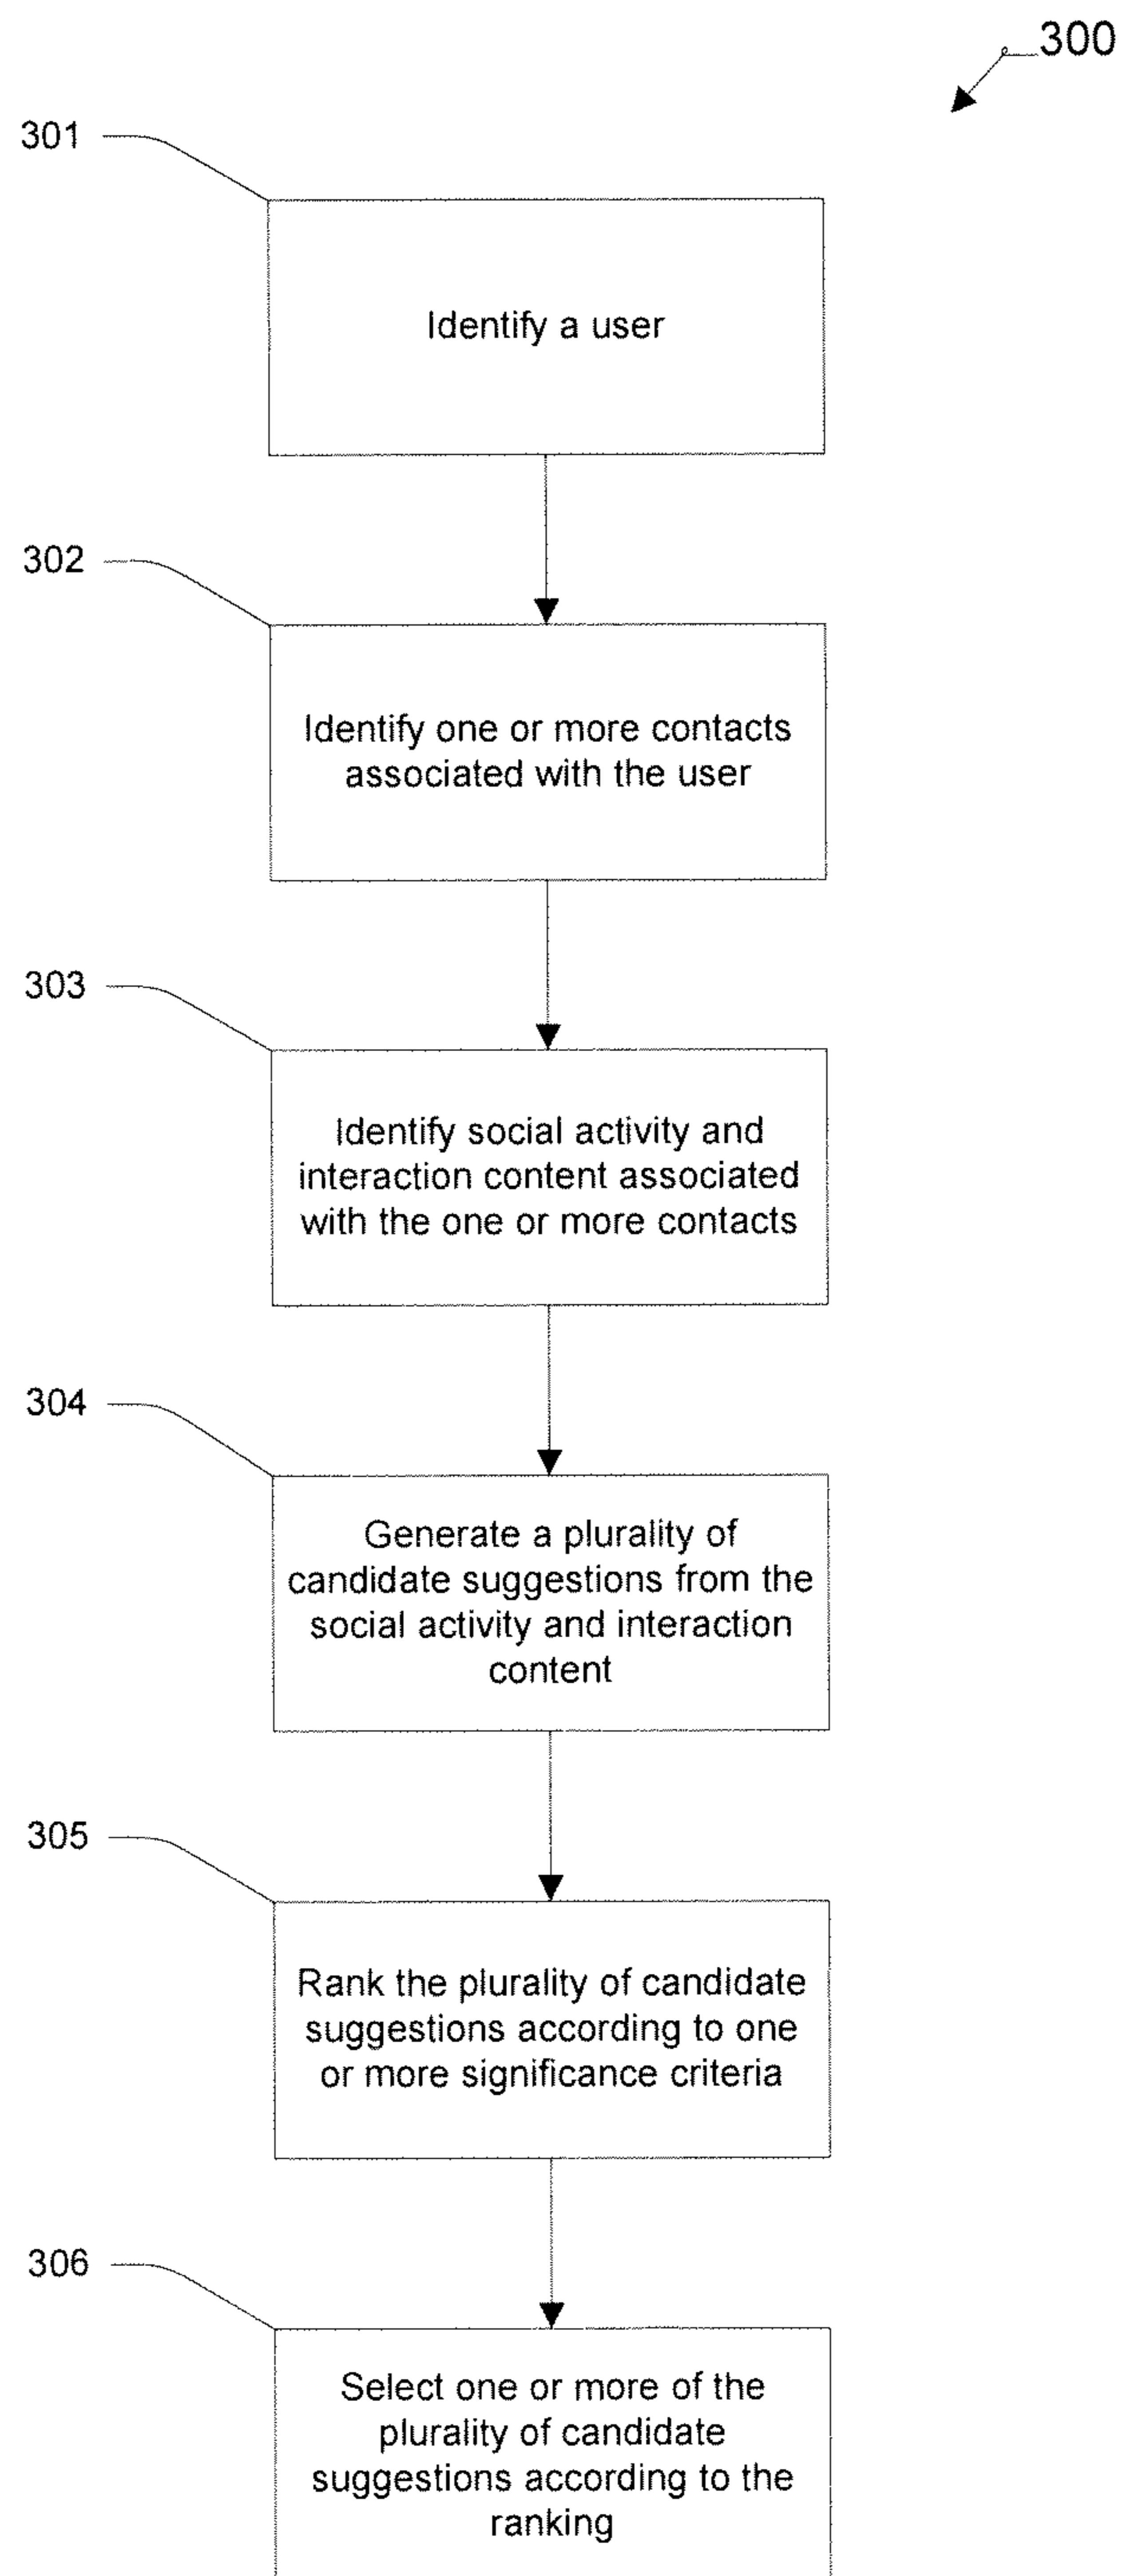 300
301
Identify a user
302
Identify one or more contacts
associated with the user
303
Identify social activity and
interaction content associated
with the one or more contacts
304
Generate a plurality of
candidate suggestions from the
social activity and interaction
content
305
Rank the plurality of candidate
suggestions according to one
or more significance criteria
306
Select one or more of the
plurality of candidate
suggestions according to the
ranking